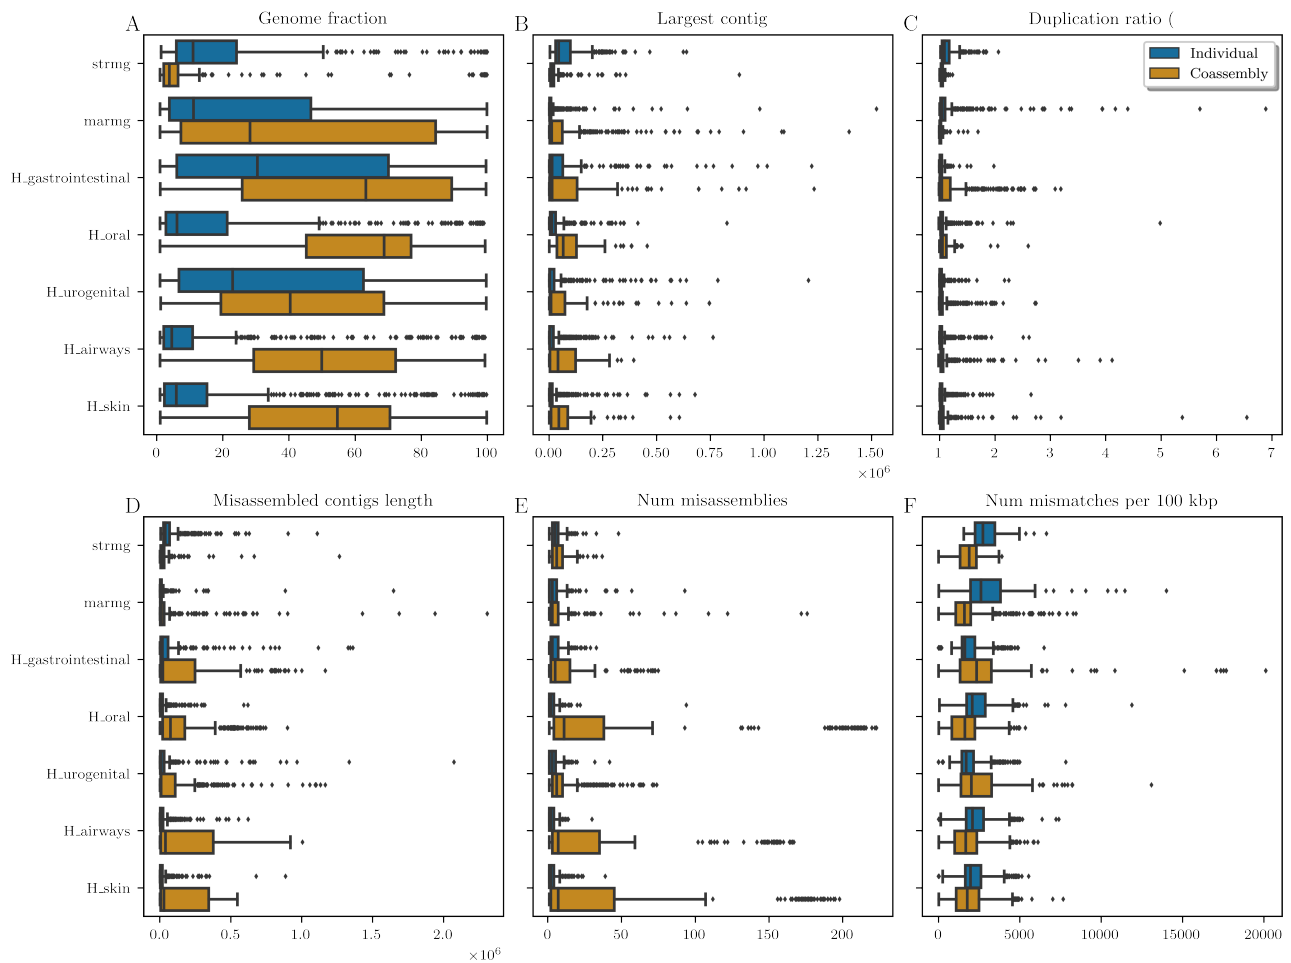 A Genome fraction
B Largest contig
C Duplication ratio (
Individual
Coassembly
strmg
marmg
H_gastrointestinal
H_oral
H_urogenital
H_airways
H_skin
0 20 40 60 80 100
0.00 0.25 0.50 0.75 1.00 1.25 1.50
×10⁶
1 2 3 4 5 6 7
D Misassembled contigs length
E Num misassemblies
F Num mismatches per 100 kbp
strmg
marmg
H_gastrointestinal
H_oral
H_urogenital
H_airways
H_skin
0.0 0.5 1.0 1.5 2.0
×10⁶
0 50 100 150 200
0 5000 10000 15000 20000